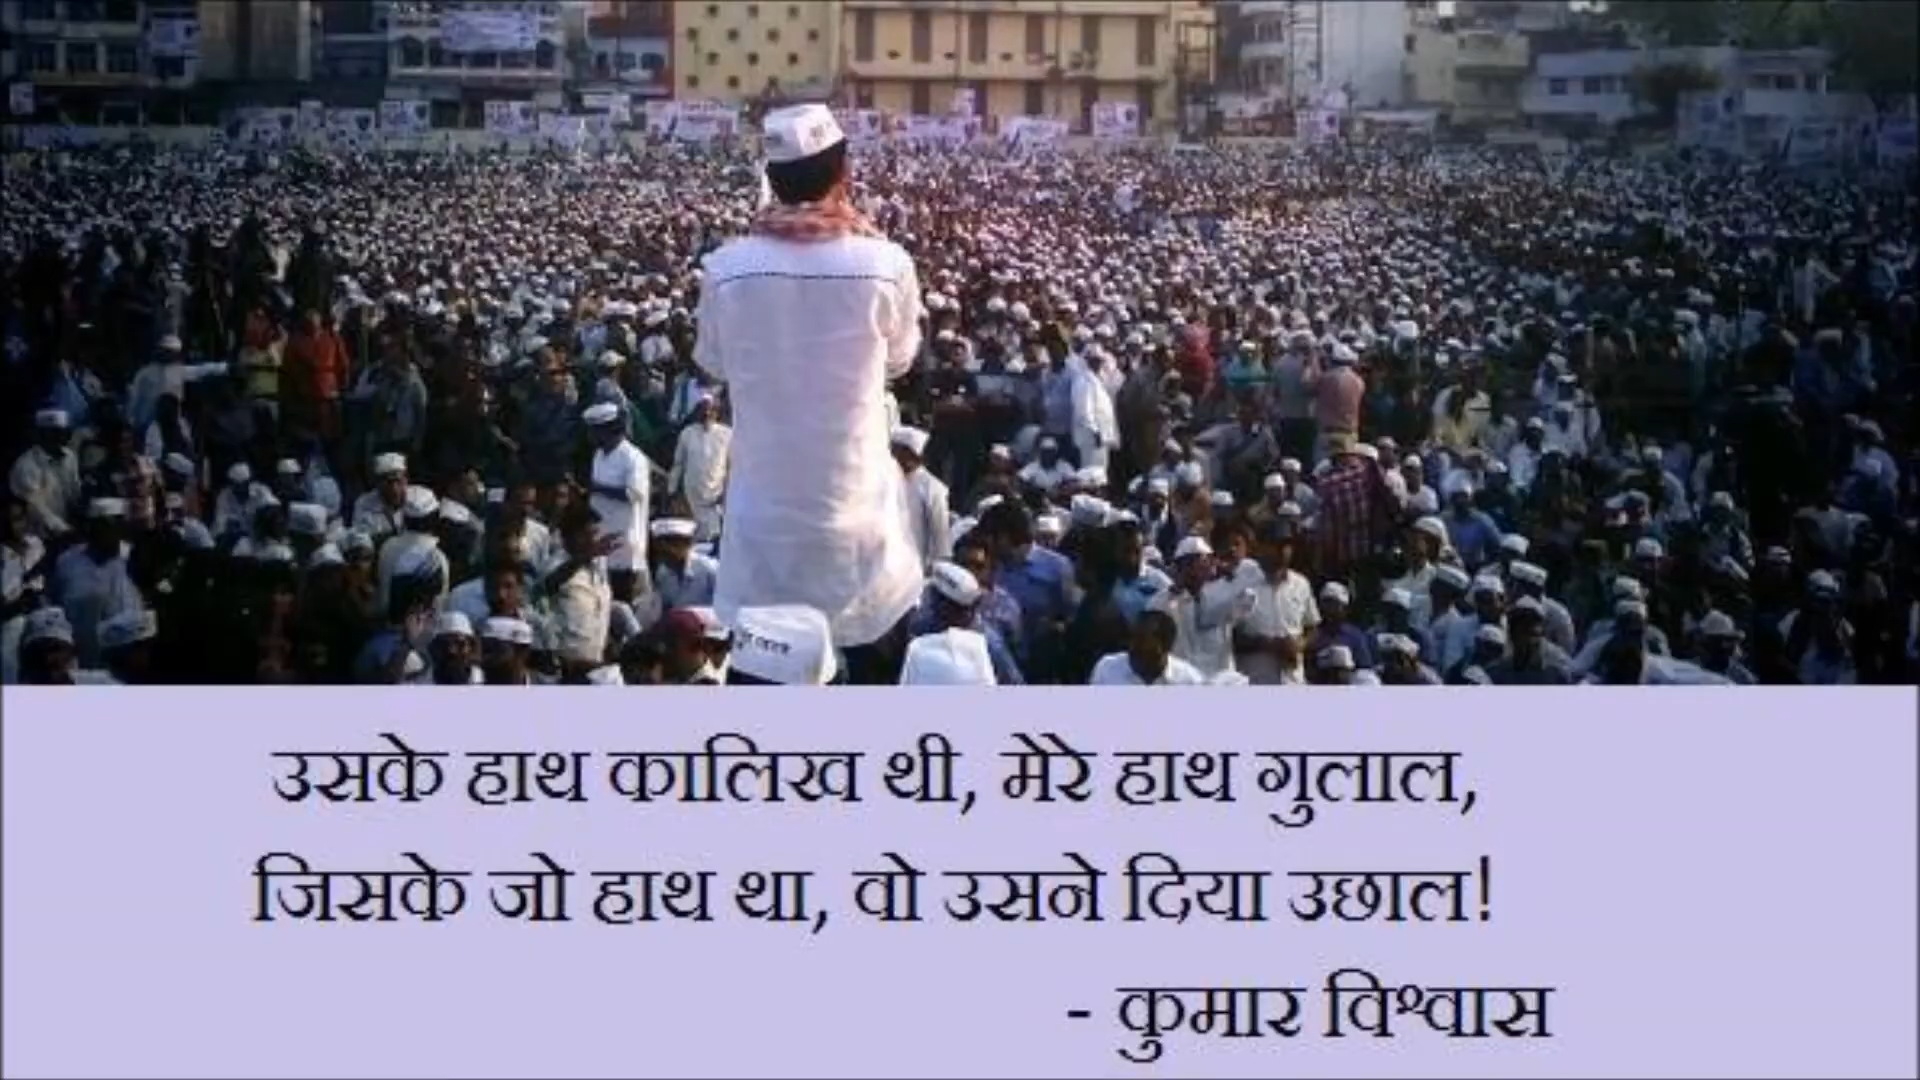 उसके हाथ कालिख थी, मेरे हाथ गुलाल,
जिसके जो हाथ था, वो उसने दिया उछाल!
- कुमार विश्वास